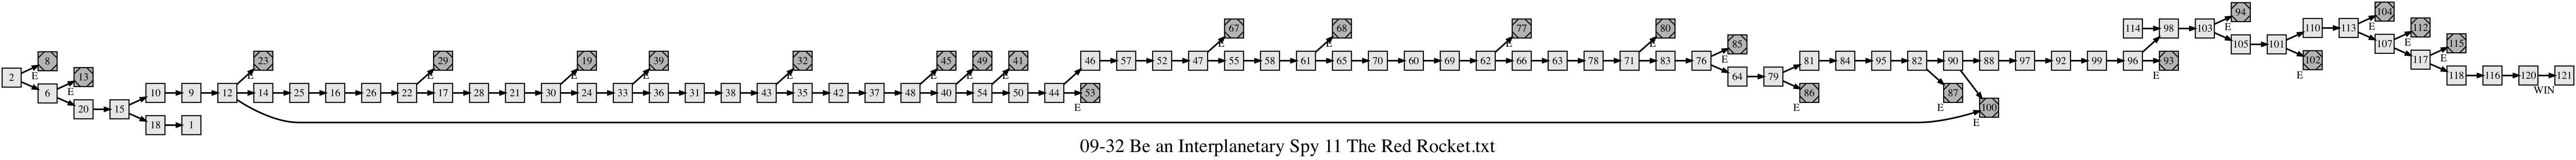 94 104
8 67 68 77 80 114 98 103 E 110 113 E 112
E E E E E 85 105 101 107 E 115
2 13 23 29 19 39 32 45 49 41 46 57 52 47 55 58 61 65 70 60 69 62 66 63 78 71 83 76 E 81 84 95 82 90 88 97 92 99 96 93 102 117 E
6 E E E E E E E E E 64 79 E E E 118 116 120 121
20 15 10 9 12 14 25 16 26 22 17 28 21 30 24 33 36 31 38 43 35 42 37 48 40 54 50 44 53 86 87 WIN
18 1 E E E 100
E
09-32 Be an Interplanetary Spy 11 The Red Rocket.txt